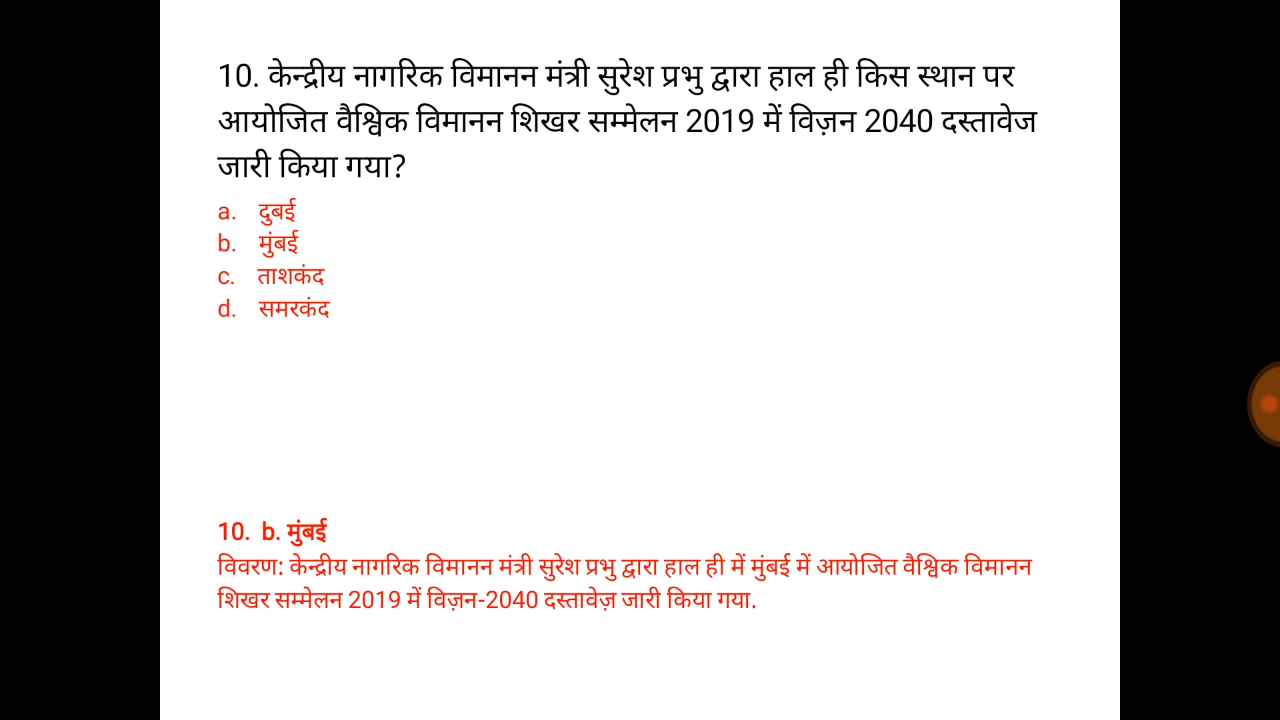 10. केन्द्रीय नागरिक विमानन मंत्री सुरेश प्रभु द्वारा हाल ही किस स्थान पर
आयोजित वैश्विक विमानन शिखर सम्मेलन 2019 में विज़न 2040 दस्तावेज
जारी किया गया?
a. दुबई
b. मुंबई
c. ताशकंद
d. समरकंद
10. b. मुंबई
विवरण: केन्द्रीय नागरिक विमानन मंत्री सुरेश प्रभु द्वारा हाल ही में मुंबई में आयोजित वैश्विक विमानन
शिखर सम्मेलन 2019 में विज़न-2040 दस्तावेज़ जारी किया गया.